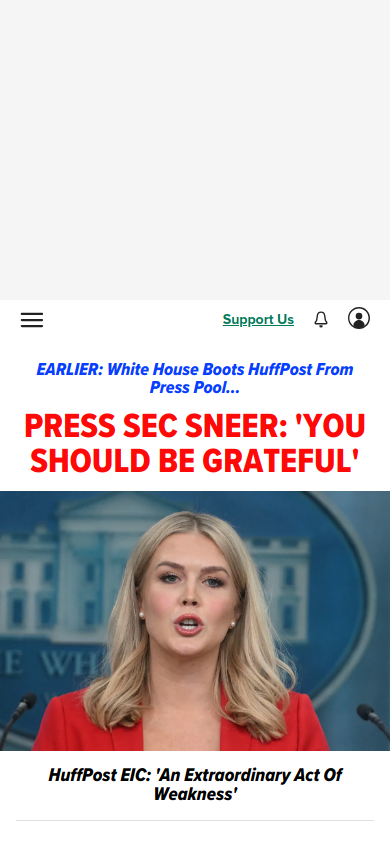 Support Us
EARLIER: White House Boots HuffPost From
Press Pool...
PRESS SEC SNEER: 'YOU
SHOULD BE GRATEFUL'
E WH
HuffPost EIC: 'An Extraordinary Act Of
Weakness'